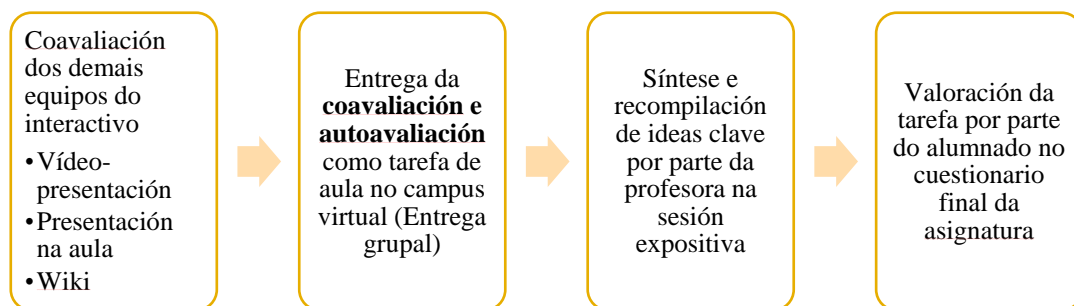 Coavaliación
dos demais
equipos do
interactivo
•Vídeo-
presentación
•Presentación
na aula
•Wiki
Entrega da
coavaliación e
autoavaliación
como tarefa de
aula no campus
virtual (Entrega
grupal)
Síntese e
recompilación
de ideas clave
por parte da
profesora na
sesión
expositiva
Valoración da
tarefa por parte
do alumnado no
cuestionario
final da
asignatura